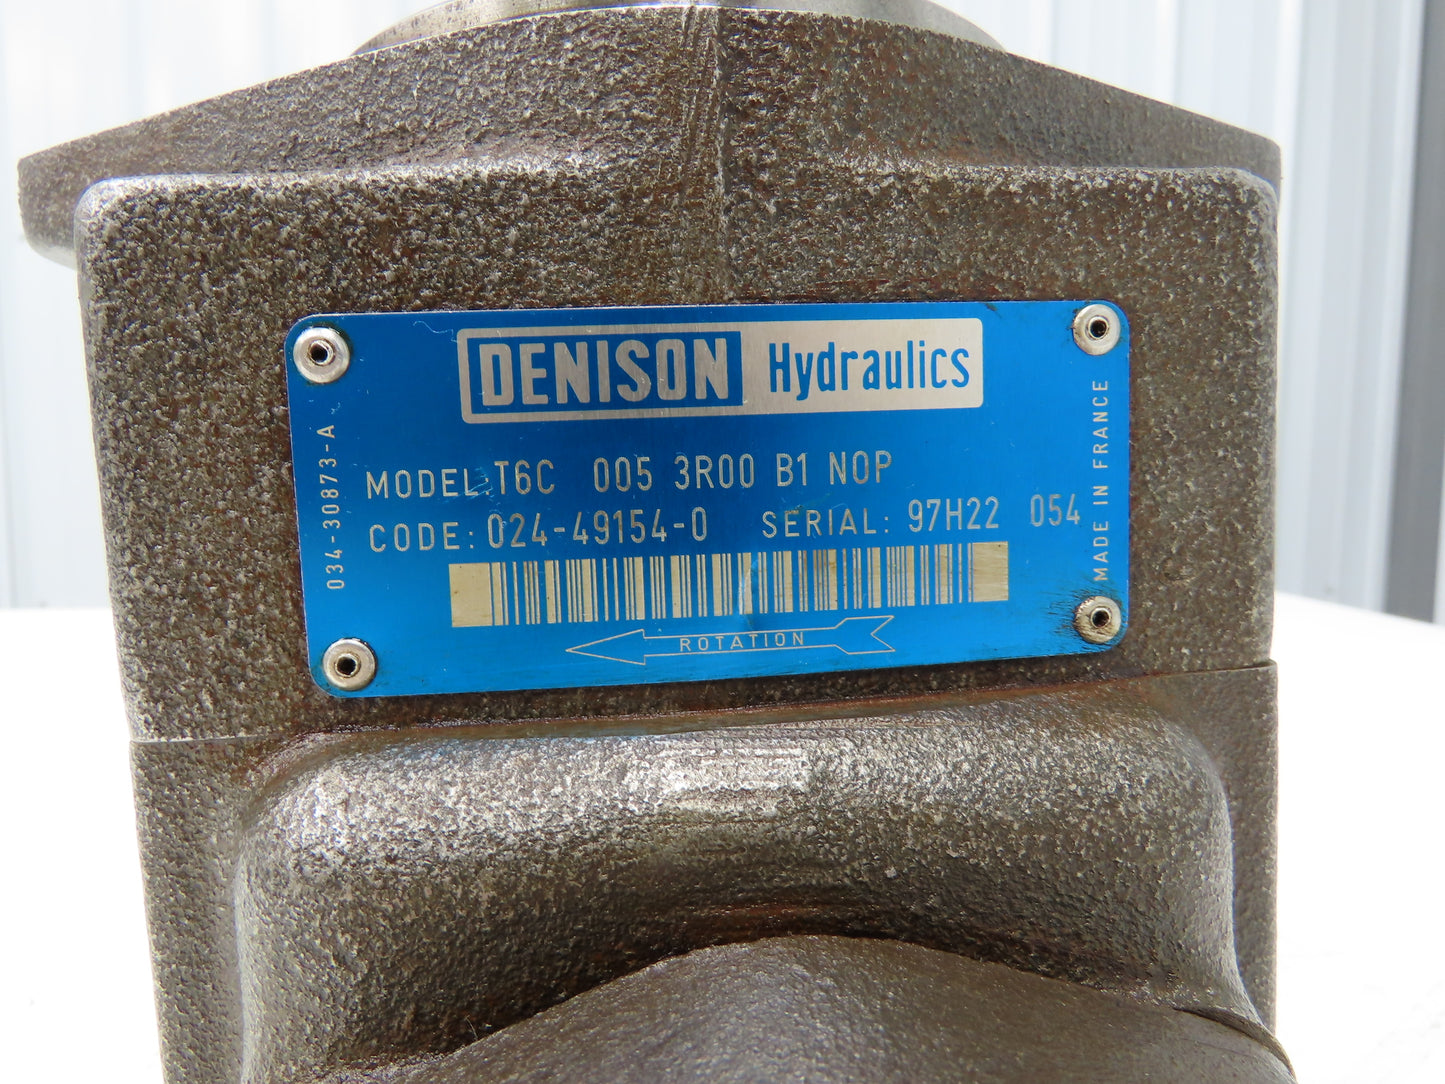 DENISON Hydraulics
MODEL: T6C 005 3R00 B1 NOP
CODE: 024-49154-0 SERIAL: 97H22 054
ROTATION
034-30873-A
MADE IN FRANCE